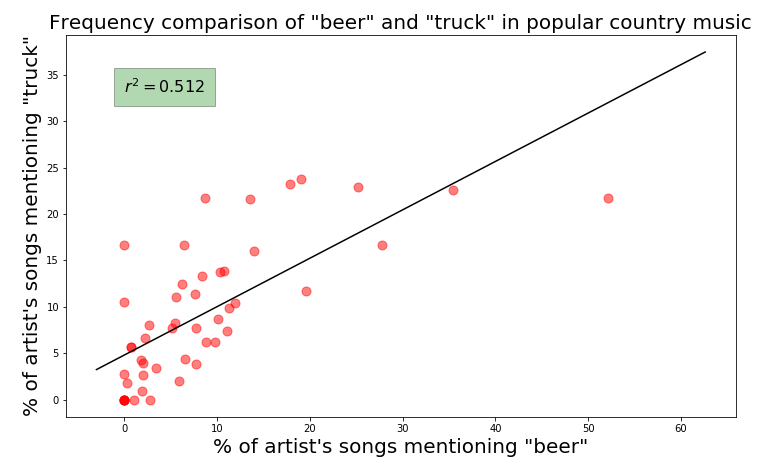 Frequency comparison of "beer" and "truck" in popular country music
% of artist's songs mentioning "truck"
r² = 0.512
35
30
25
20
15
10
5
0
0 10 20 30 40 50 60
% of artist's songs mentioning "beer"